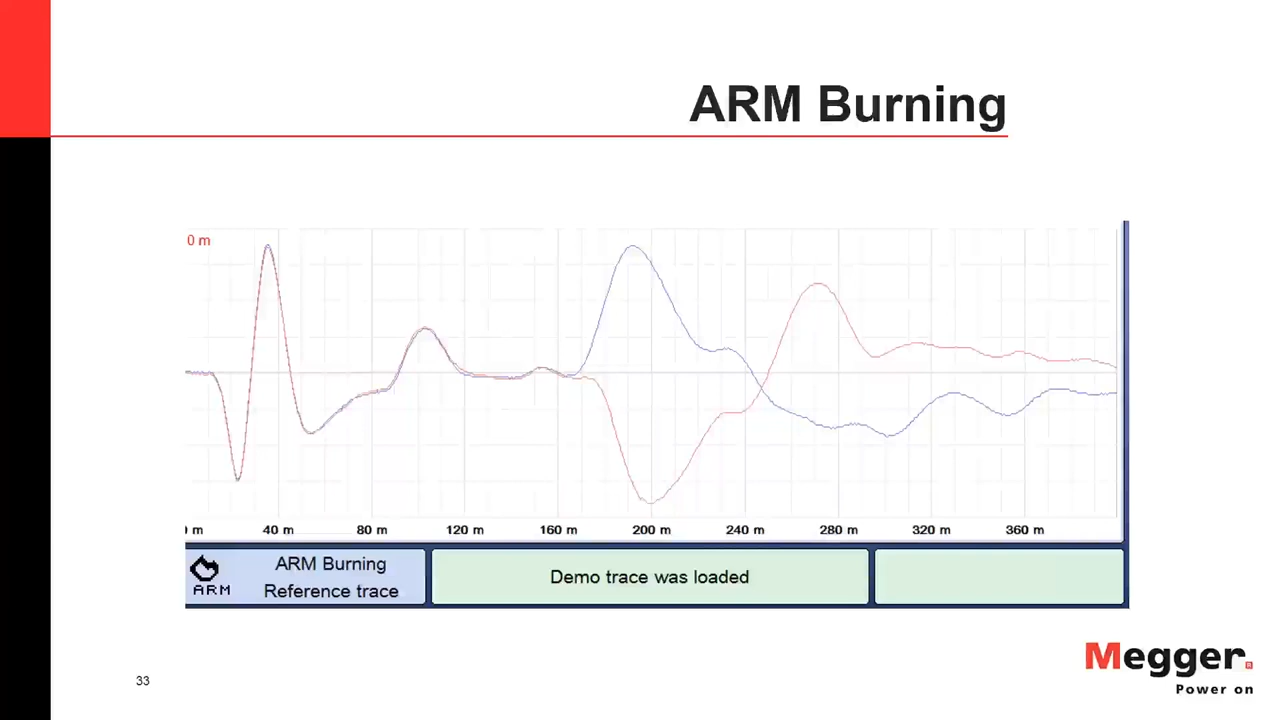 ARM Burning
0 m
40 m 80 m 120 m 160 m 200 m 240 m 280 m 320 m 360 m
ARM
ARM Burning
Reference trace
Demo trace was loaded
33
Megger
Power on